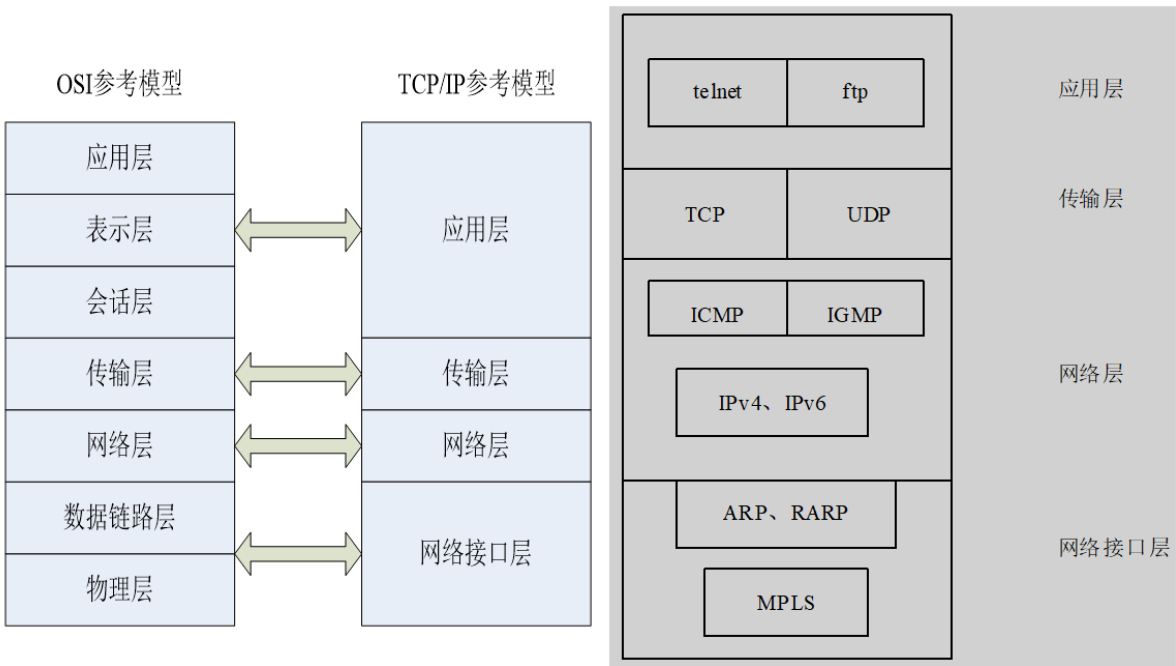 OSI参考模型
应用层
表示层
会话层
传输层
网络层
数据链路层
物理层
TCP/IP参考模型
应用层
传输层
网络层
网络接口层
telnet ftp 应用层
TCP UDP 传输层
ICMP IGMP
IPv4、IPv6
网络层
ARP、RARP
MPLS
网络接口层